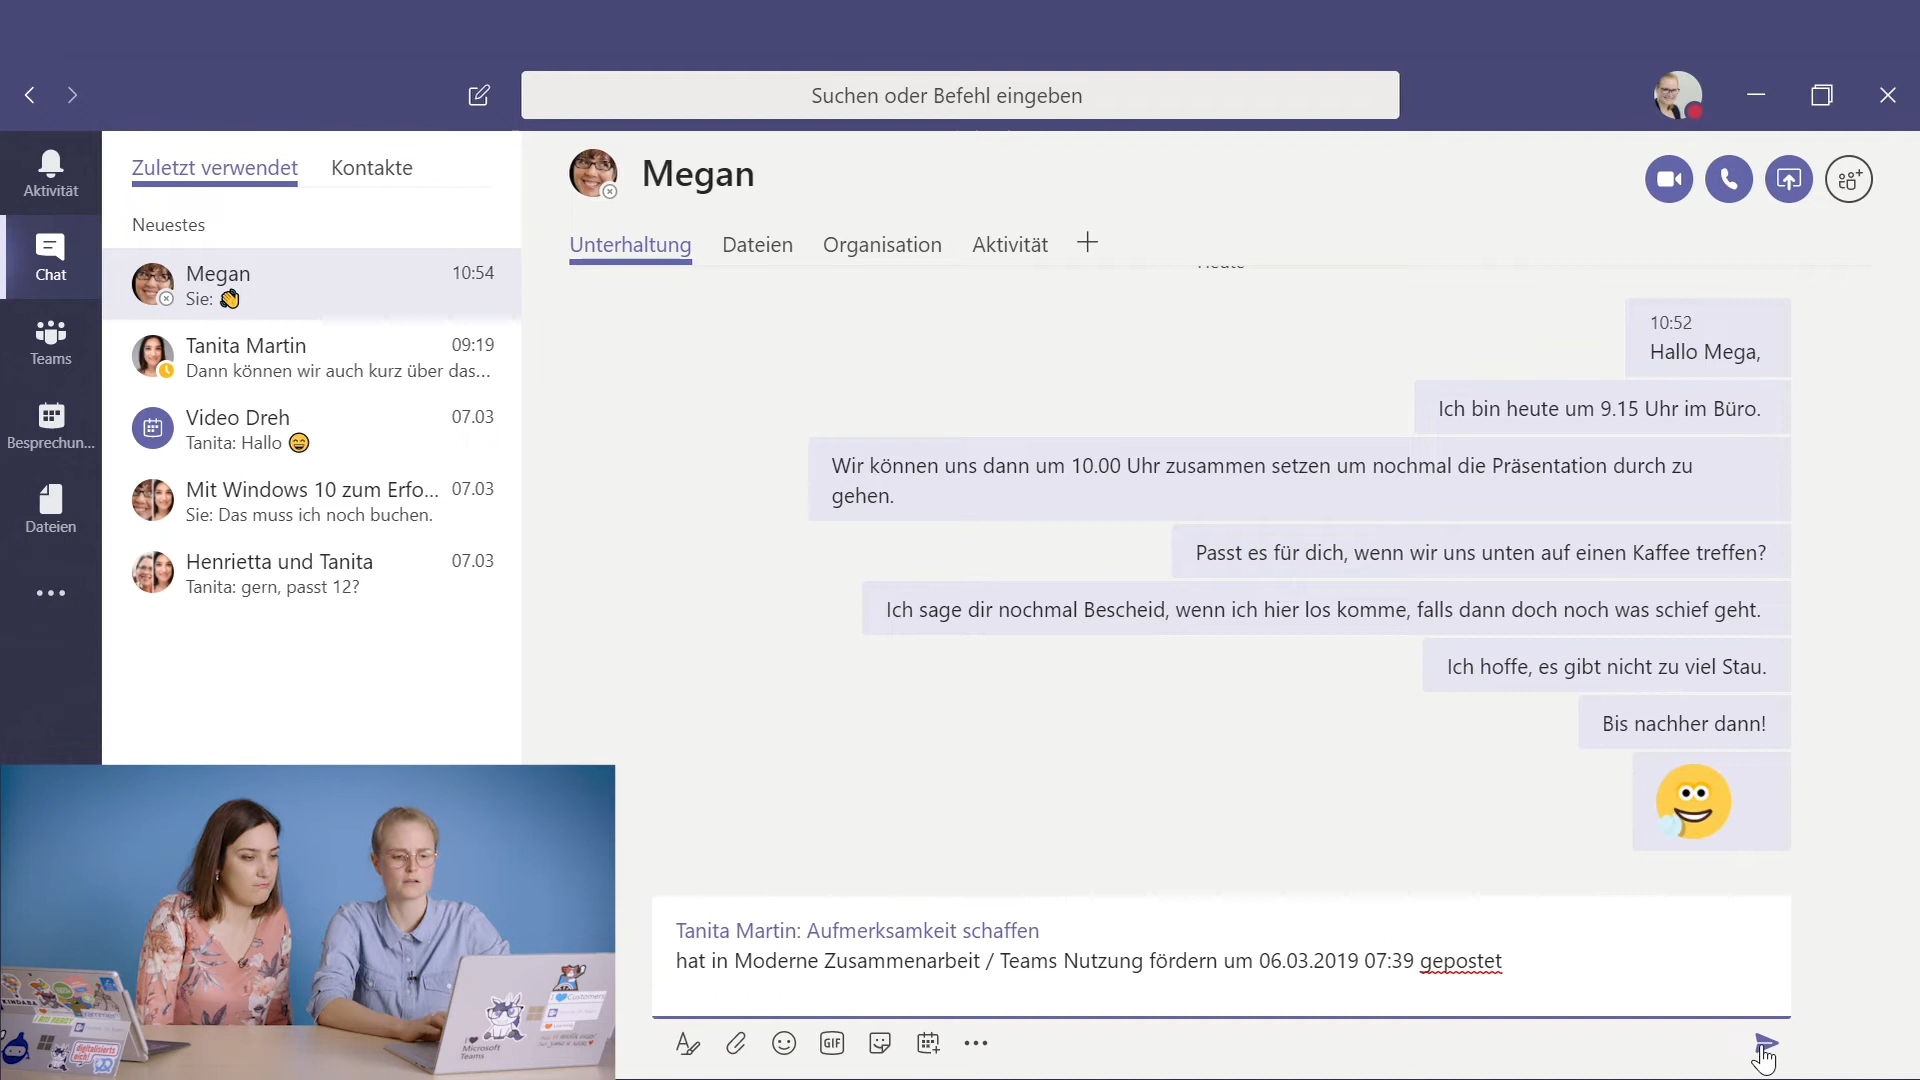 Suchen oder Befehl eingeben
Aktivität
Chat
Teams
Besprechun...
Dateien
Zuletzt verwendet
Kontakte
Neuestes
Megan
10:54
Sie: 👋
Tanita Martin
09:19
Dann können wir auch kurz über das...
Video Dreh
07.03
Tanita: Hallo 😄
Mit Windows 10 zum Erfo...
07.03
Sie: Das muss ich noch buchen.
Henrietta und Tanita
07.03
Tanita: gern, passt 12?
Megan
Unterhaltung
Dateien
Organisation
Aktivität
Heute
10:52
Hallo Mega,
Ich bin heute um 9.15 Uhr im Büro.
Wir können uns dann um 10.00 Uhr zusammen setzen um nochmal die Präsentation durch zu
gehen.
Passt es für dich, wenn wir uns unten auf einen Kaffee treffen?
Ich sage dir nochmal Bescheid, wenn ich hier los komme, falls dann doch noch was schief geht.
Ich hoffe, es gibt nicht zu viel Stau.
Bis nachher dann!
Tanita Martin: Aufmerksamkeit schaffen
hat in Moderne Zusammenarbeit / Teams Nutzung fördern um 06.03.2019 07:39 gepostet
GIF
KINDABA
digitalisiert
euch!
I ❤ Customers
I ❤
Microsoft
Teams